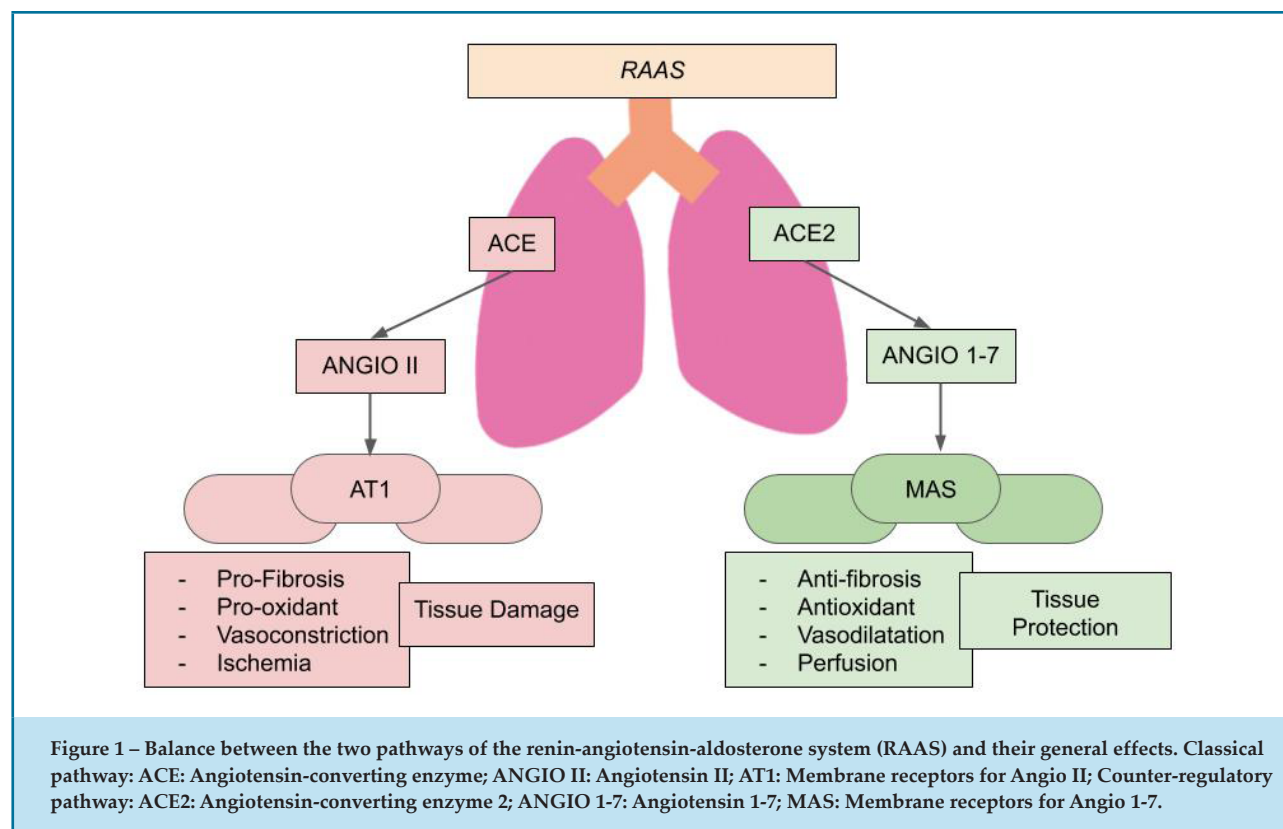 RAAS
ACE
ACE2
ANGIO II
ANGIO 1-7
AT1
MAS
- Pro-Fibrosis
- Pro-oxidant
- Vasoconstriction
- Ischemia
Tissue Damage
- Anti-fibrosis
- Antioxidant
- Vasodilatation
- Perfusion
Tissue
Protection
Figure 1 – Balance between the two pathways of the renin-angiotensin-aldosterone system (RAAS) and their general effects. Classical
pathway: ACE: Angiotensin-converting enzyme; ANGIO II: Angiotensin II; AT1: Membrane receptors for Angio II; Counter-regulatory
pathway: ACE2: Angiotensin-converting enzyme 2; ANGIO 1-7: Angiotensin 1-7; MAS: Membrane receptors for Angio 1-7.